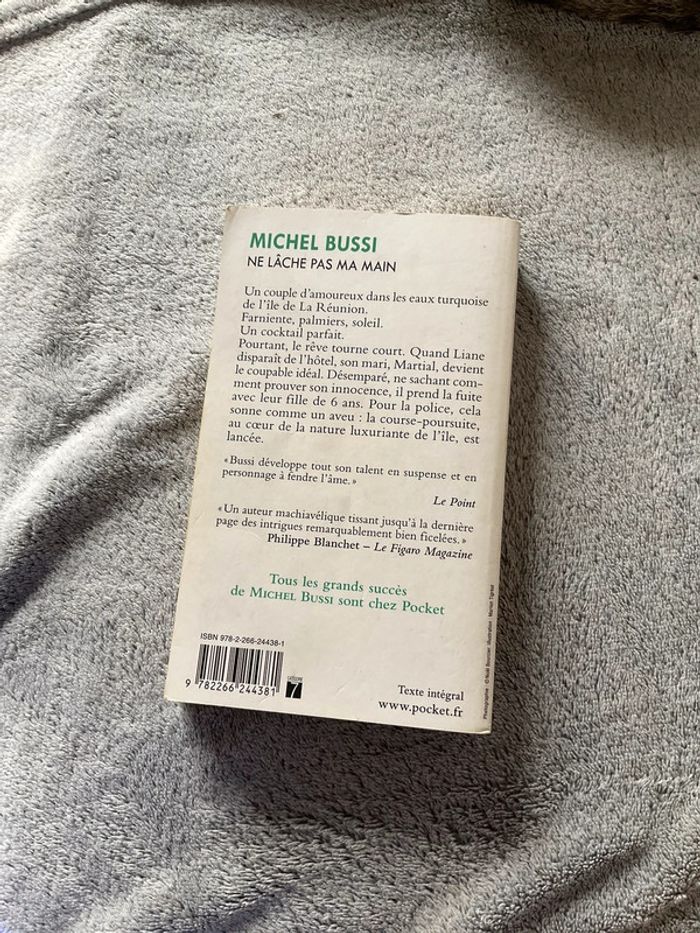 MICHEL BUSSI
NE LÂCHE PAS MA MAIN
Un couple d'amoureux dans les eaux turquoise
de l'île de La Réunion.
Farniente, palmiers, soleil.
Un cocktail parfait.
Pourtant, le rêve tourne court. Quand Liane
disparaît de l'hôtel, son mari, Martial, devient
le coupable idéal. Désemparé, ne sachant com-
ment prouver son innocence, il prend la fuite
avec leur fille de 6 ans. Pour la police, cela
sonne comme un aveu : la course-poursuite,
au cœur de la nature luxuriante de l'île, est
lancée.
« Bussi développe tout son talent en suspense et en
personnage à fendre l'âme. »
Le Point
« Un auteur machiavélique tissant jusqu'à la dernière
page des intrigues remarquablement bien ficelées. »
Philippe Blanchet – Le Figaro Magazine
Tous les grands succès
de MICHEL BUSSI sont chez Pocket
ISBN 978-2-266-24438-1
9 782266 244381
CATÉGORIE
7
Texte intégral
www.pocket.fr